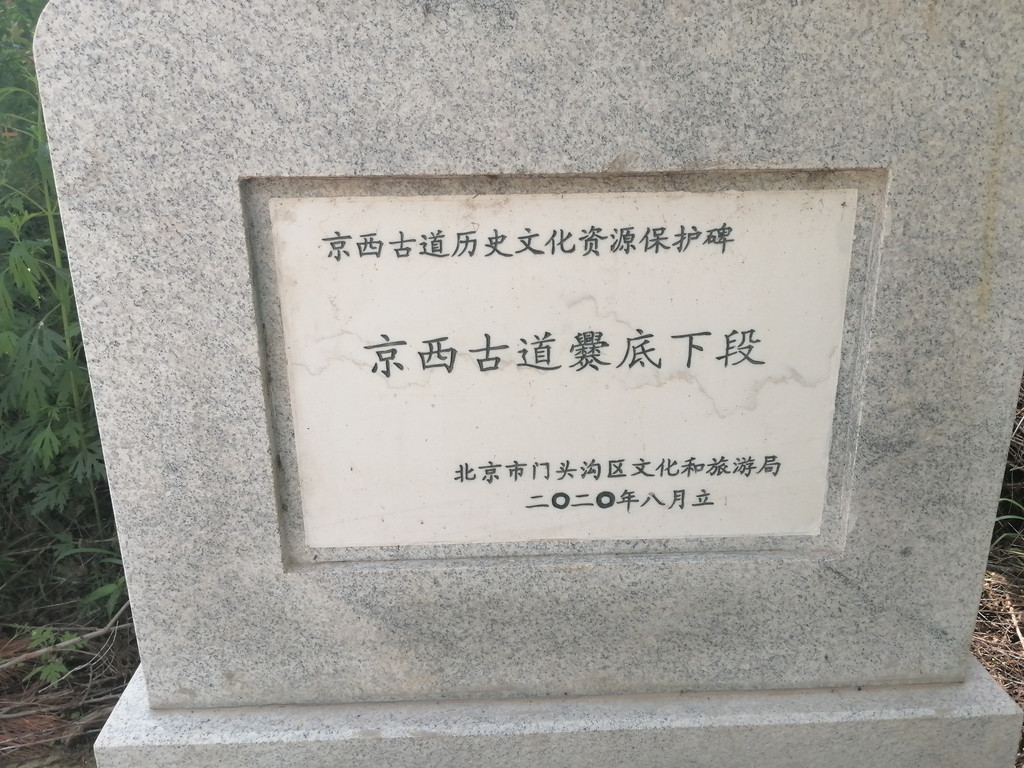 京西古道历史文化资源保护碑
京西古道爨底下段
北京市门头沟区文化和旅游局
二〇二〇年八月立